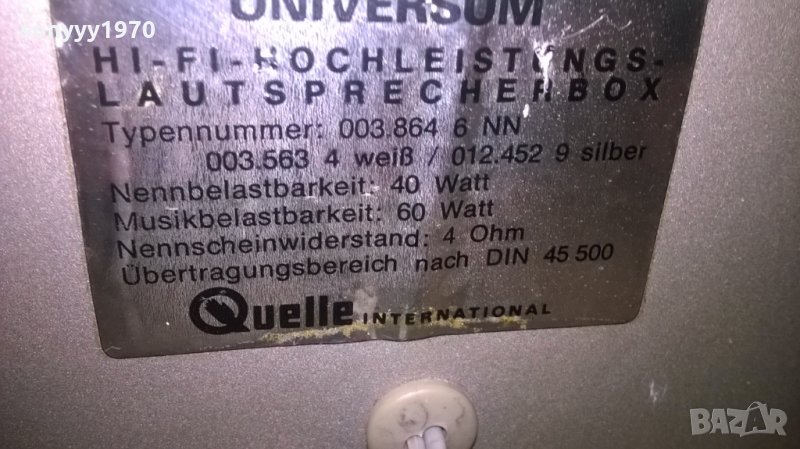 UNIVERSUM
HI-FI-HOCHLEISTUNGS-
LAUTSPRECHERBOX
Typennummer: 003.864 6 NN
003.563 4 weiß / 012.452 9 silber
Nennbelastbarkeit: 40 Watt
Musikbelastbarkeit: 60 Watt
Nennscheinwiderstand: 4 Ohm
Übertragungsbereich nach DIN 45 500
Quelle INTERNATIONAL
BAZAR